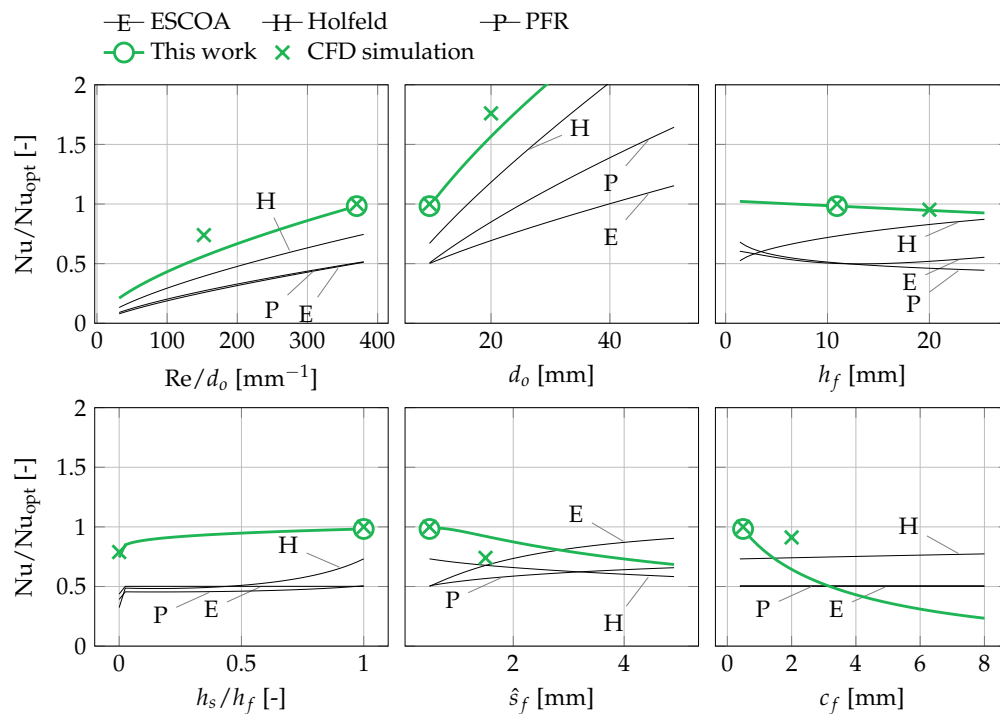 E ESCOA H Holfeld P PFR
This work CFD simulation
Nu/Nu_opt [-]
2
1.5
1
0.5
0
H
P
E
0 100 200 300 400
Re/d_o [mm⁻¹]
H
P
E
20 40
d_o [mm]
H
E
P
0 10 20
h_f [mm]
Nu/Nu_opt [-]
2
1.5
1
0.5
0
H
P
E
0 0.5 1
h_s/h_f [-]
E
P
H
2 4
ŝ_f [mm]
H
P
E
0 2 4 6 8
c_f [mm]